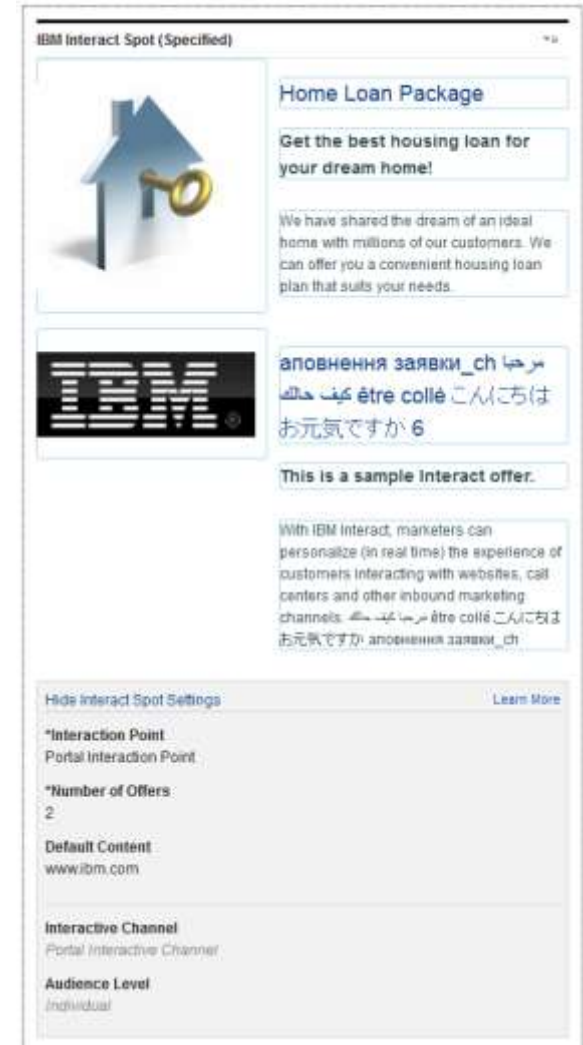 IBM Interact Spot (Specified)
Home Loan Package
Get the best housing loan for
your dream home!
We have shared the dream of an ideal
home with millions of our customers. We
can offer you a convenient housing loan
plan that suits your needs.
IBM
аповнення заявки_ch مرحبا
كيف حالك être collé こんにちは
お元気ですか 6
This is a sample Interact offer.
With IBM Interact, marketers can
personalize (in real time) the experience of
customers interacting with websites, call
centers and other inbound marketing
channels. مرحبا كيف حالك être collé こんにちは
お元気ですか аповнення заявки_ch
Hide Interact Spot Settings
Learn More
*Interaction Point
Portal Interaction Point
*Number of Offers
2
Default Content
www.ibm.com
Interactive Channel
Portal Interactive Channel
Audience Level
Individual